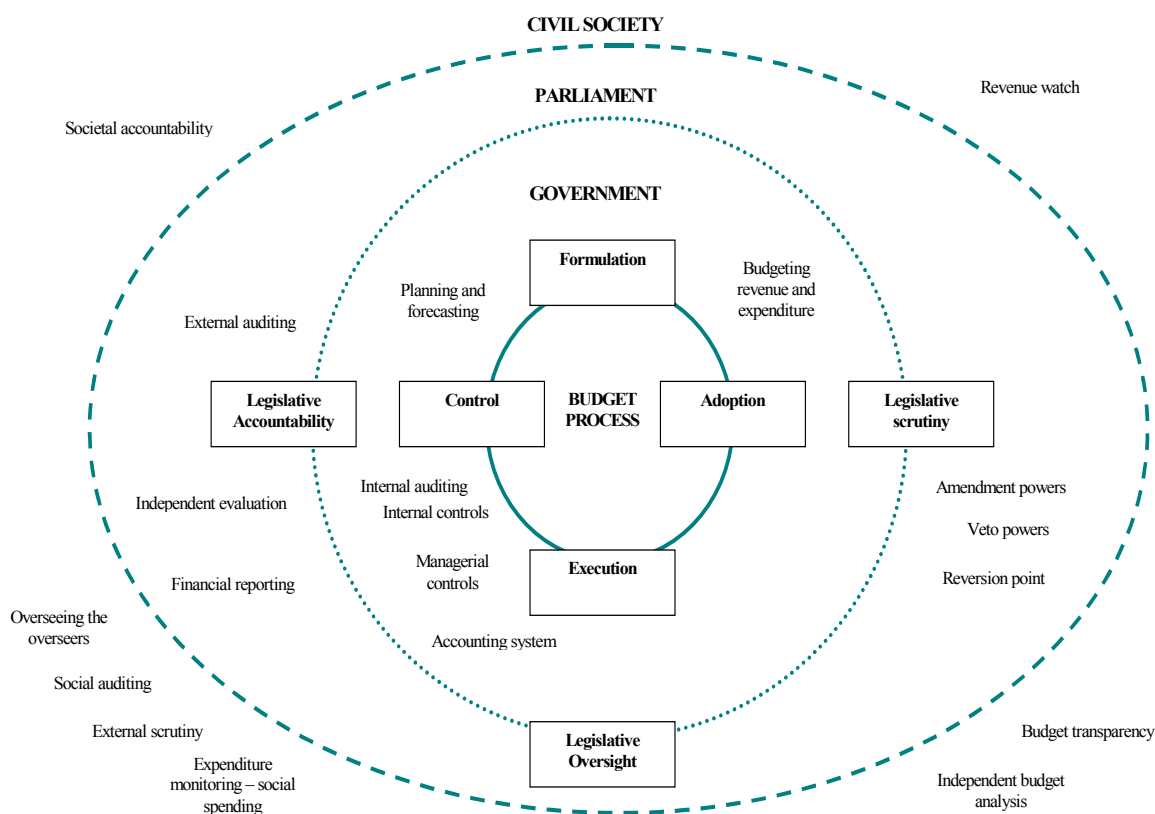 CIVIL SOCIETY
Revenue watch
PARLIAMENT
Societal accountability
GOVERNMENT
Formulation
Planning and
forecasting
Budgeting
revenue and
expenditure
External auditing
Legislative
Accountability
Control
BUDGET
PROCESS
Adoption
Legislative
scrutiny
Independent evaluation
Internal auditing
Internal controls
Amendment powers
Veto powers
Managerial
controls
Execution
Financial reporting
Reversion point
Overseeing the
overseers
Accounting system
Social auditing
External scrutiny
Legislative
Oversight
Budget transparency
Expenditure
monitoring – social
spending
Independent budget
analysis